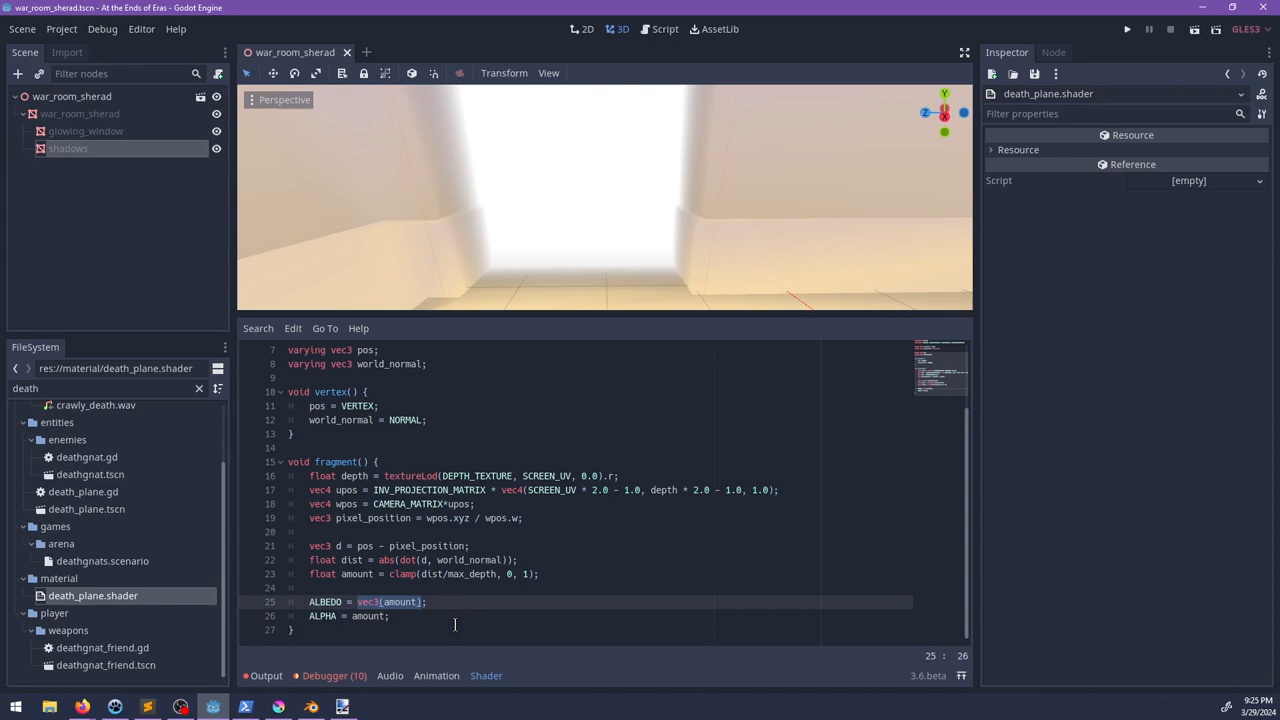 war_room_sherad.tscn - At the Ends of Eras - Godot Engine
Scene Project Debug Editor Help
2D 3D Script AssetLib
GLES3
Scene Import
Filter nodes
war_room_sherad
war_room_sherad
glowing_window
shadows
war_room_sherad
Transform View
Perspective
Y
Z
X
Inspector Node
death_plane.shader
Filter properties
Resource
Resource
Reference
Script [empty]
FileSystem
res://material/death_plane.shader
death
crawly_death.wav
entities
enemies
deathgnat.gd
deathgnat.tscn
death_plane.gd
death_plane.tscn
games
arena
deathgnats.scenario
material
death_plane.shader
player
weapons
deathgnat_friend.gd
deathgnat_friend.tscn
Search Edit Go To Help
7 varying vec3 pos;
8 varying vec3 world_normal;
9
10 void vertex() {
11 pos = VERTEX;
12 world_normal = NORMAL;
13 }
14
15 void fragment() {
16 float depth = textureLod(DEPTH_TEXTURE, SCREEN_UV, 0.0).r;
17 vec4 upos = INV_PROJECTION_MATRIX * vec4(SCREEN_UV * 2.0 - 1.0, depth * 2.0 - 1.0, 1.0);
18 vec4 wpos = CAMERA_MATRIX*upos;
19 vec3 pixel_position = wpos.xyz / wpos.w;
20
21 vec3 d = pos - pixel_position;
22 float dist = abs(dot(d, world_normal));
23 float amount = clamp(dist/max_depth, 0, 1);
24
25 ALBEDO = vec3(amount);
26 ALPHA = amount;
27 }
25 : 26
Output Debugger (10) Audio Animation Shader
3.6.beta
9:25 PM
3/29/2024